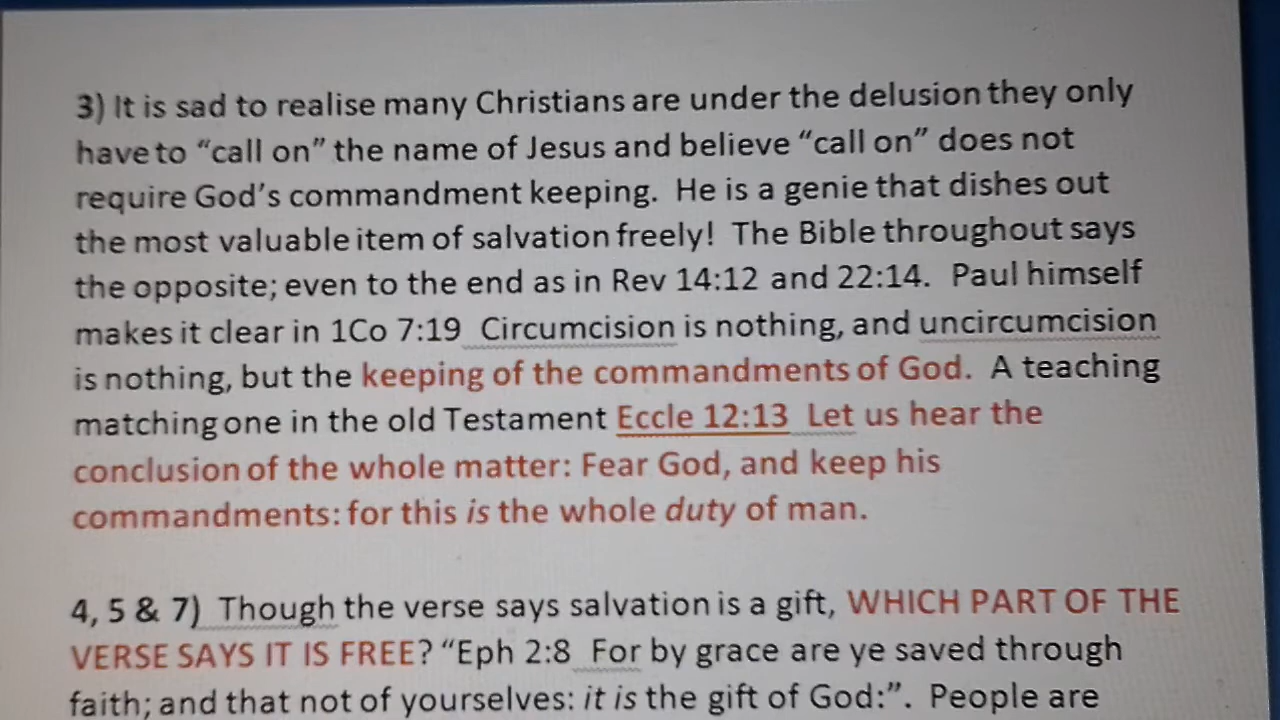 3) It is sad to realise many Christians are under the delusion they only
have to “call on” the name of Jesus and believe “call on” does not
require God’s commandment keeping.  He is a genie that dishes out
the most valuable item of salvation freely!  The Bible throughout says
the opposite; even to the end as in Rev 14:12 and 22:14.  Paul himself
makes it clear in 1Co 7:19  Circumcision is nothing, and uncircumcision
is nothing, but the keeping of the commandments of God.  A teaching
matching one in the old Testament Eccle 12:13  Let us hear the
conclusion of the whole matter: Fear God, and keep his
commandments: for this is the whole duty of man.
4, 5 & 7)  Though the verse says salvation is a gift, WHICH PART OF THE
VERSE SAYS IT IS FREE? “Eph 2:8  For by grace are ye saved through
faith; and that not of yourselves: it is the gift of God:”.  People are